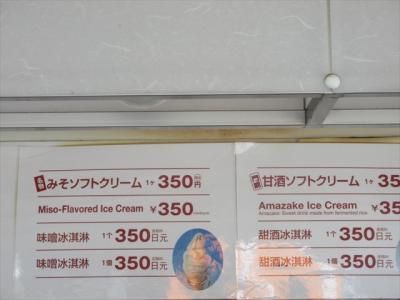 みそソフトクリーム 1ケ 350円
Miso-Flavored Ice Cream ¥350
味噌冰淇淋 1个 350日元
味噌冰淇淋 1個 350日元
甘酒ソフトクリーム 1ケ 35
Amazake Ice Cream ¥35
Amazake: Sweet drink made from fermented rice
甜酒冰淇淋 1个 350日元
甜酒冰淇淋 1個 350日元